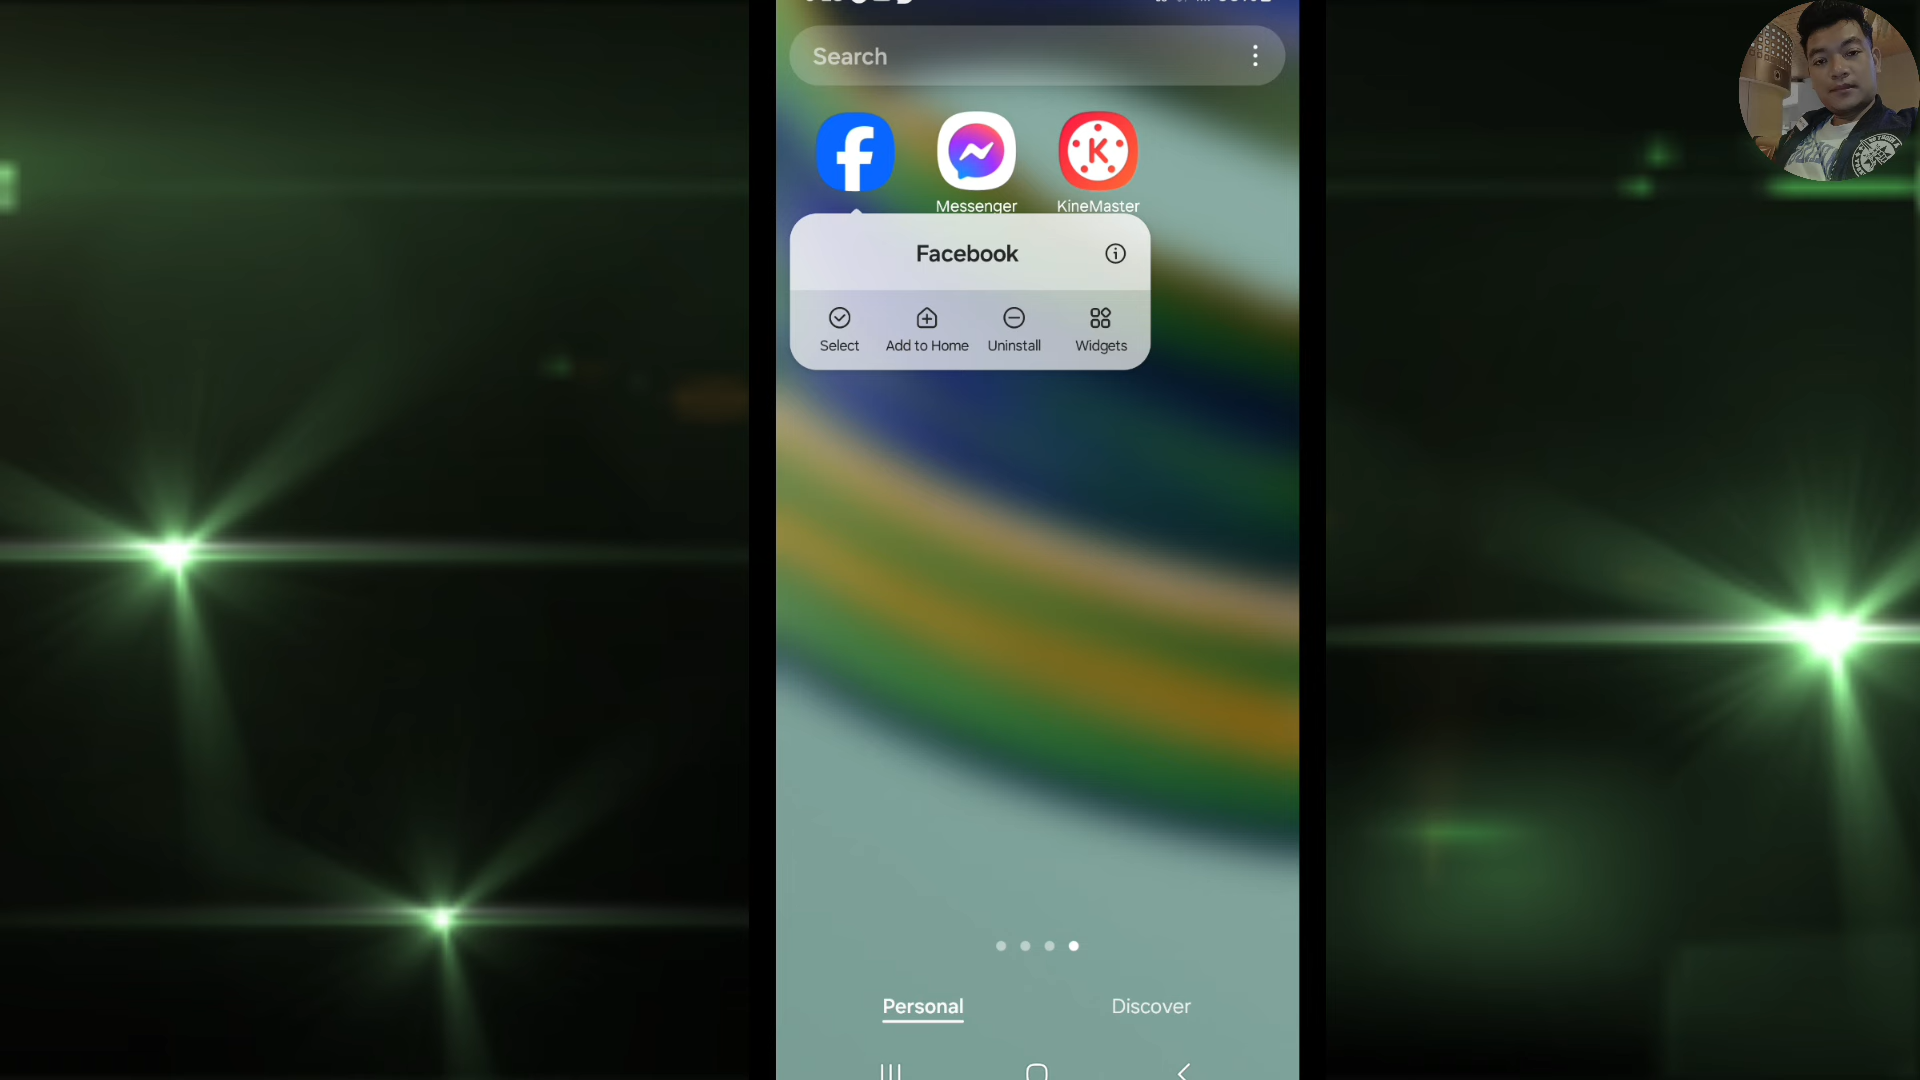 Search
Messenger
KineMaster
Facebook
Select
Add to Home
Uninstall
Widgets
Personal
Discover